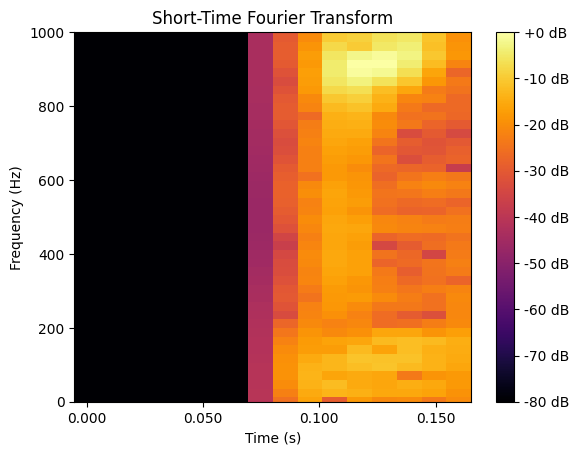 Short-Time Fourier Transform
1000
800
600
400
200
0
Frequency (Hz)
0.000
0.050
0.100
0.150
Time (s)
+0 dB
-10 dB
-20 dB
-30 dB
-40 dB
-50 dB
-60 dB
-70 dB
-80 dB